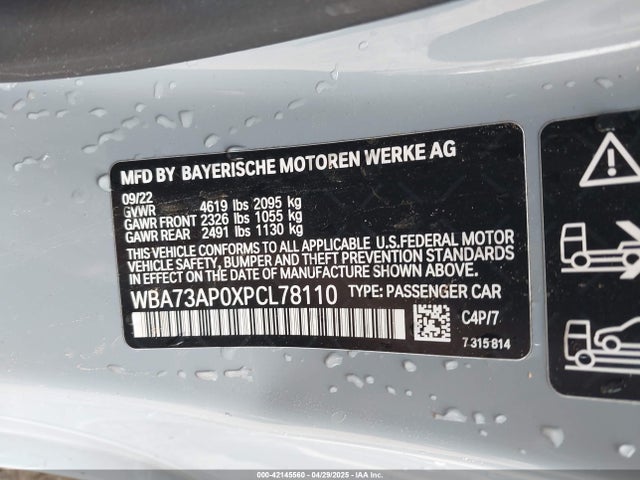 MFD BY BAYERISCHE MOTOREN WERKE AG
09/22
GVWR 4619 lbs 2095 kg
GAWR FRONT 2326 lbs 1055 kg
GAWR REAR 2491 lbs 1130 kg
THIS VEHICLE CONFORMS TO ALL APPLICABLE U.S.FEDERAL MOTOR
VEHICLE SAFETY, BUMPER AND THEFT PREVENTION STANDARDS
IN EFFECT ON THE DATE OF MANUFACTURE SHOWN ABOVE.
WBA73AP0XPCL78110 TYPE: PASSENGER CAR
C4P/7
7 315 814
000-42145560 - 04/29/2025 - IAAI.COM